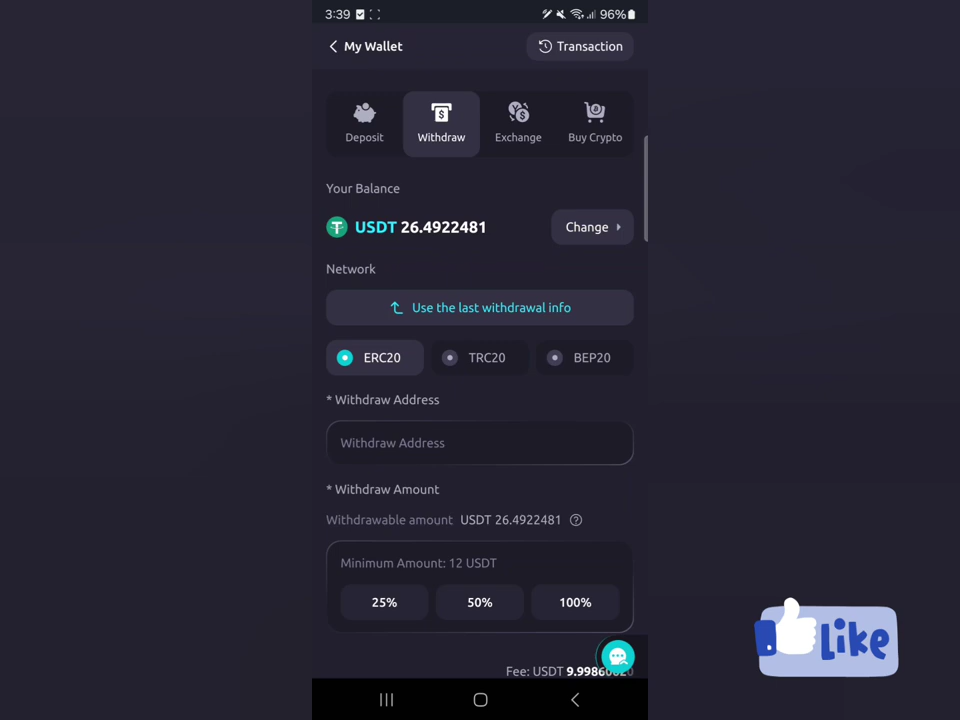 3:39 96%
My Wallet Transaction
Deposit Withdraw Exchange Buy Crypto
Your Balance
USDT 26.4922481 Change
Network
Use the last withdrawal info
ERC20 TRC20 BEP20
* Withdraw Address
Withdraw Address
* Withdraw Amount
Withdrawable amount USDT 26.4922481
Minimum Amount: 12 USDT
25% 50% 100%
Fee: USDT
Like